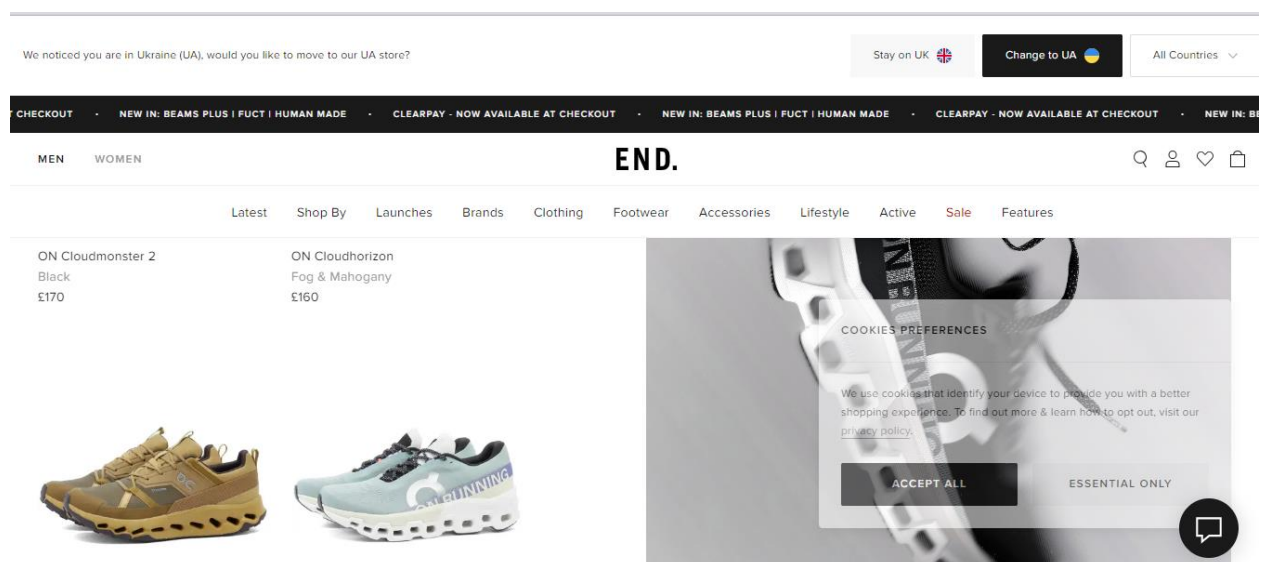 We noticed you are in Ukraine (UA), would you like to move to our UA store?
Stay on UK
Change to UA
All Countries
CHECKOUT · NEW IN: BEAMS PLUS | FUCT | HUMAN MADE · CLEARPAY - NOW AVAILABLE AT CHECKOUT · NEW IN: BEAMS PLUS | FUCT | HUMAN MADE · CLEARPAY - NOW AVAILABLE AT CHECKOUT · NEW IN:
MEN WOMEN
END.
Latest Shop By Launches Brands Clothing Footwear Accessories Lifestyle Active Sale Features
ON Cloudmonster 2
Black
£170
ON Cloudhorizon
Fog & Mahogany
£160
ON RUNNING
COOKIES PREFERENCES
We use cookies that identify your device to provide you with a better
shopping experience. To find out more & learn how to opt out, visit our
privacy policy.
ACCEPT ALL
ESSENTIAL ONLY